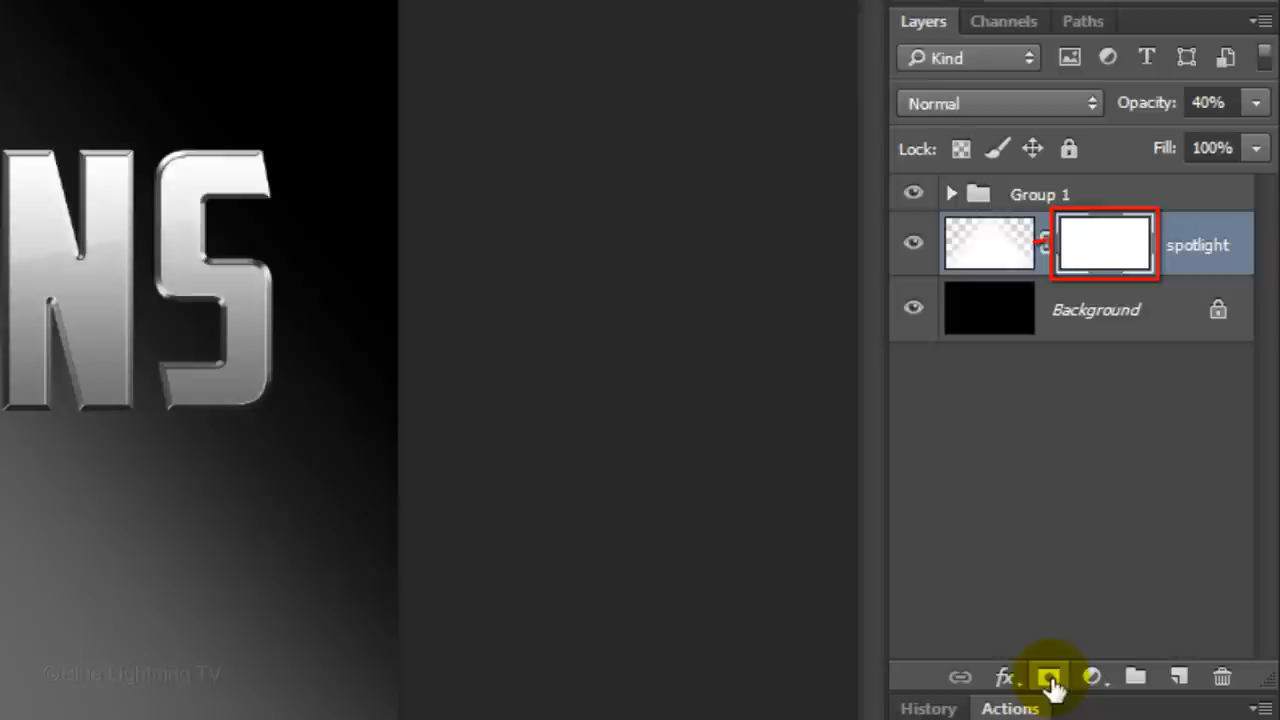 NS
Layers Channels Paths
Kind
Normal Opacity: 40%
Lock: Fill: 100%
Group 1
spotlight
Background
©Blue Lightning TV
fx
History Actions